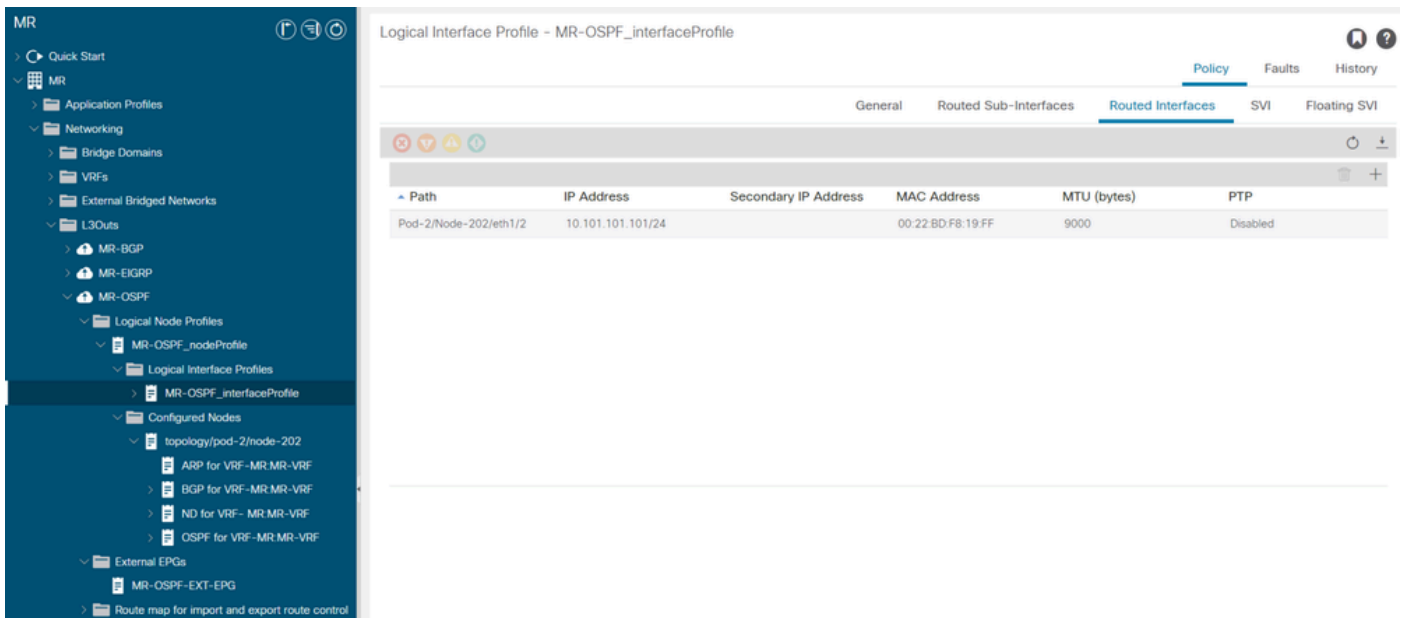 MR
Quick Start
MR
Application Profiles
Networking
Bridge Domains
VRFs
External Bridged Networks
L3Outs
MR-BGP
MR-EIGRP
MR-OSPF
Logical Node Profiles
MR-OSPF_nodeProfile
Logical Interface Profiles
MR-OSPF_interfaceProfile
Configured Nodes
topology/pod-2/node-202
ARP for VRF-MR:MR-VRF
BGP for VRF-MR:MR-VRF
ND for VRF- MR:MR-VRF
OSPF for VRF-MR:MR-VRF
External EPGs
MR-OSPF-EXT-EPG
Route map for import and export route control
Logical Interface Profile - MR-OSPF_interfaceProfile
Policy Faults History
General Routed Sub-Interfaces Routed Interfaces SVI Floating SVI
Path IP Address Secondary IP Address MAC Address MTU (bytes) PTP
Pod-2/Node-202/eth1/2 10.101.101.101/24 00:22:BD:F8:19:FF 9000 Disabled